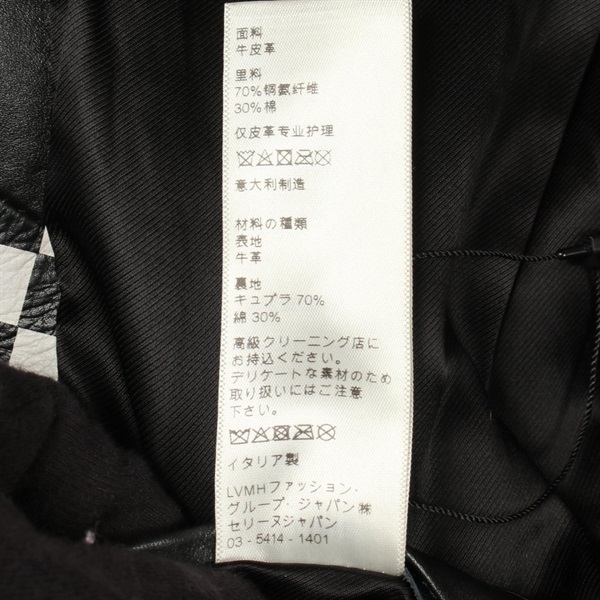 面料
牛皮革
里料
70%铜氨纤维
30%棉
仅皮革专业护理
意大利制造
材料の種類
表地
牛革
裏地
キュプラ 70%
綿 30%
高級クリーニング店に
お持込ください。
デリケートな素材のため
取り扱いにはご注意
下さい。
イタリア製
LVMHファッション・
グループ・ジャパン㈱
セリーヌジャパン
03 - 5414 - 1401